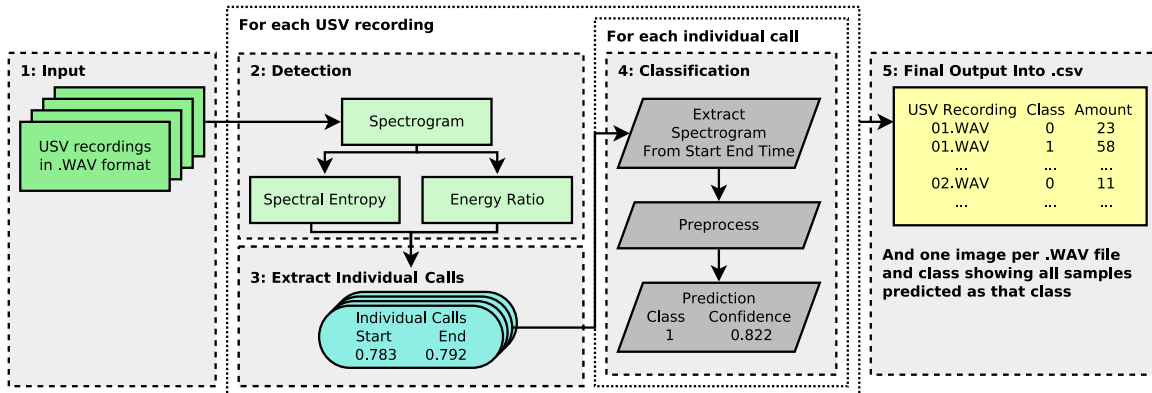 For each USV recording
For each individual call
1: Input
USV recordings
in .WAV format
2: Detection
Spectrogram
Spectral Entropy
Energy Ratio
3: Extract Individual Calls
Individual Calls
Start End
0.783 0.792
4: Classification
Extract
Spectrogram
From Start End Time
Preprocess
Prediction
Class Confidence
1 0.822
5: Final Output Into .csv
USV Recording Class Amount
01.WAV 0 23
01.WAV 1 58
... ... ...
02.WAV 0 11
... ... ...
And one image per .WAV file
and class showing all samples
predicted as that class